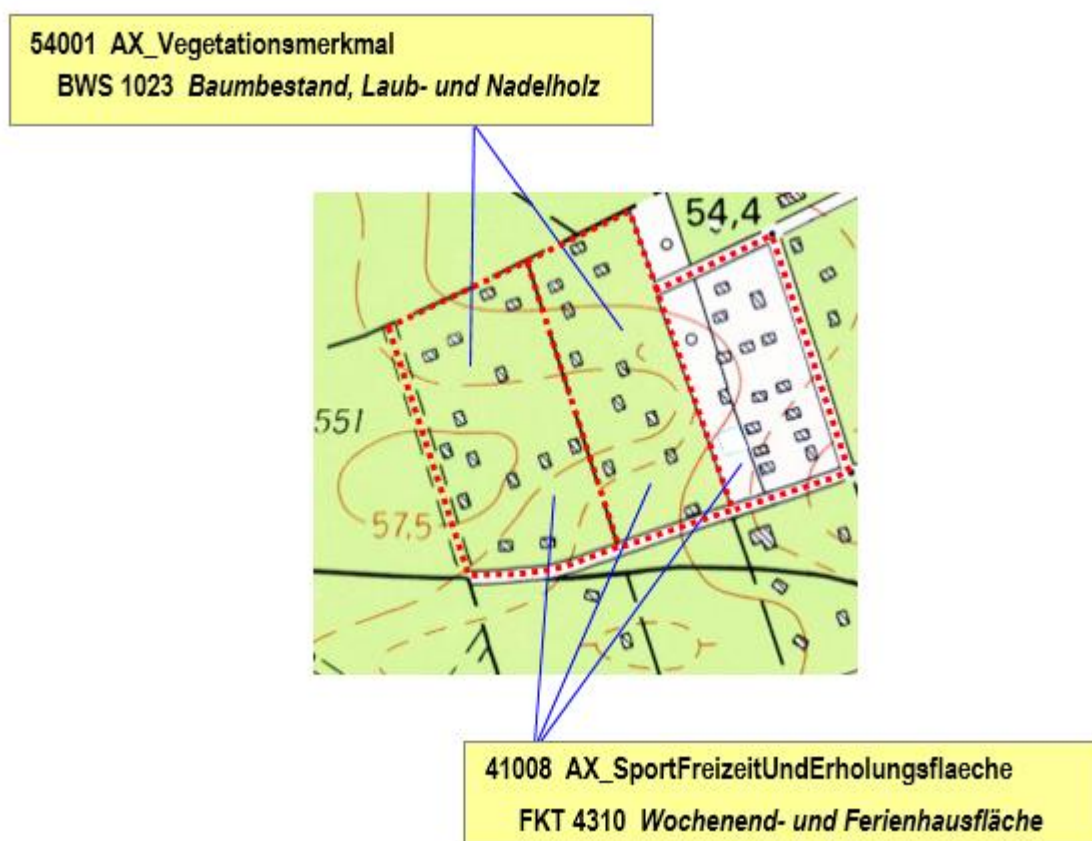 54001 AX_Vegetationsmerkmal
BWS 1023 Baumbestand, Laub- und Nadelholz
54,4
551
57,5
41008 AX_SportFreizeitUndErholungsflaeche
FKT 4310 Wochenend- und Ferienhausfläche